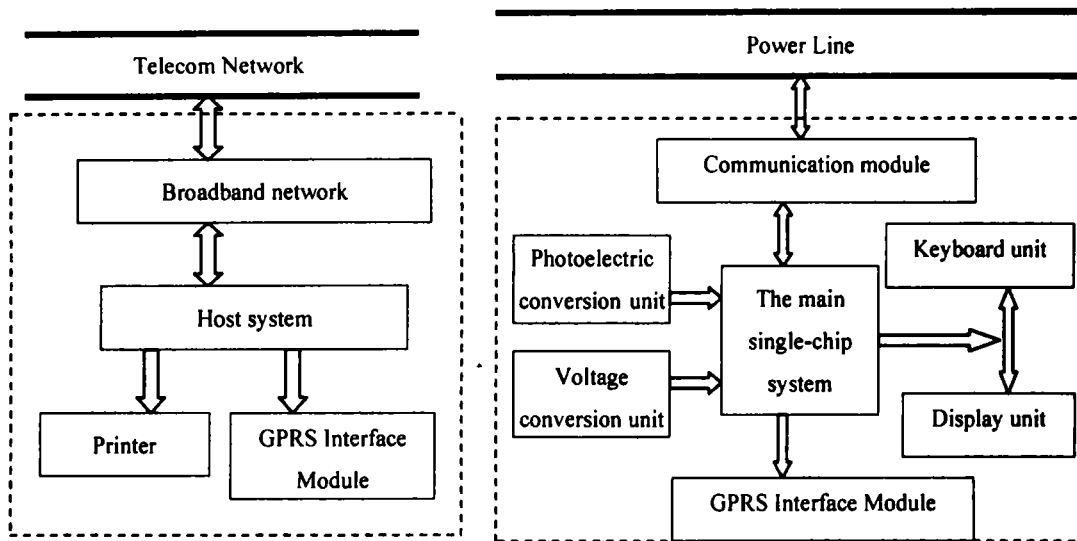 Telecom Network
Broadband network
Host system
Printer
GPRS Interface
Module
Power Line
Communication module
Photoelectric
conversion unit
Voltage
conversion unit
The main
single-chip
system
Keyboard unit
Display unit
GPRS Interface Module